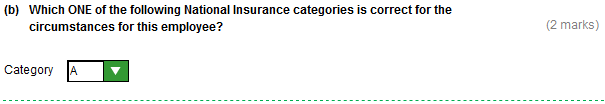 (b) Which ONE of the following National Insurance categories is correct for the
circumstances for this employee? (2 marks)
Category A